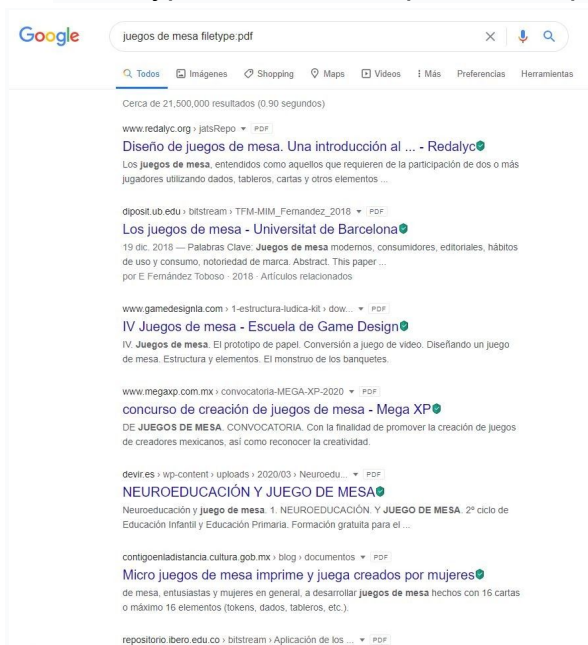 Google
juegos de mesa filetype:pdf
Todos Imágenes Shopping Maps Videos Más Preferencias Herramientas
Cerca de 21,500,000 resultados (0.90 segundos)
www.redalyc.org › jatsRepo ▾ PDF
Diseño de juegos de mesa. Una introducción al ... - Redalyc
Los juegos de mesa, entendidos como aquellos que requieren de la participación de dos o más
jugadores utilizando dados, tableros, cartas y otros elementos ...
diposit.ub.edu › bitstream › TFM-MIM_Fernandez_2018 ▾ PDF
Los juegos de mesa - Universitat de Barcelona
19 dic. 2018 — Palabras Clave: Juegos de mesa modernos, consumidores, editoriales, hábitos
de uso y consumo, notoriedad de marca. Abstract. This paper ...
por E Fernández Toboso · 2018 · Artículos relacionados
www.gamedesignla.com › 1-estructura-ludica-kit › dow... ▾ PDF
IV Juegos de mesa - Escuela de Game Design
IV. Juegos de mesa. El prototipo de papel. Conversión a juego de video. Diseñando un juego
de mesa. Estructura y elementos. El monstruo de los banquetes.
www.megaxp.com.mx › convocatoria-MEGA-XP-2020 ▾ PDF
concurso de creación de juegos de mesa - Mega XP
DE JUEGOS DE MESA. CONVOCATORIA. Con la finalidad de promover la creación de juegos
de creadores mexicanos, así como reconocer la creatividad.
devir.es › wp-content › uploads › 2020/03 › Neuroedu... ▾ PDF
NEUROEDUCACIÓN Y JUEGO DE MESA
Neuroeducación y juego de mesa. 1. NEUROEDUCACIÓN. Y JUEGO DE MESA. 2º ciclo de
Educación Infantil y Educación Primaria. Formación gratuita para el ...
contigoenladistancia.cultura.gob.mx › blog › documentos ▾ PDF
Micro juegos de mesa imprime y juega creados por mujeres
de mesa, entusiastas y mujeres en general, a desarrollar juegos de mesa hechos con 16 cartas
o máximo 16 elementos (tokens, dados, tableros, etc.).
repositorio.ibero.edu.co › bitstream › Aplicación de los ... ▾ PDF